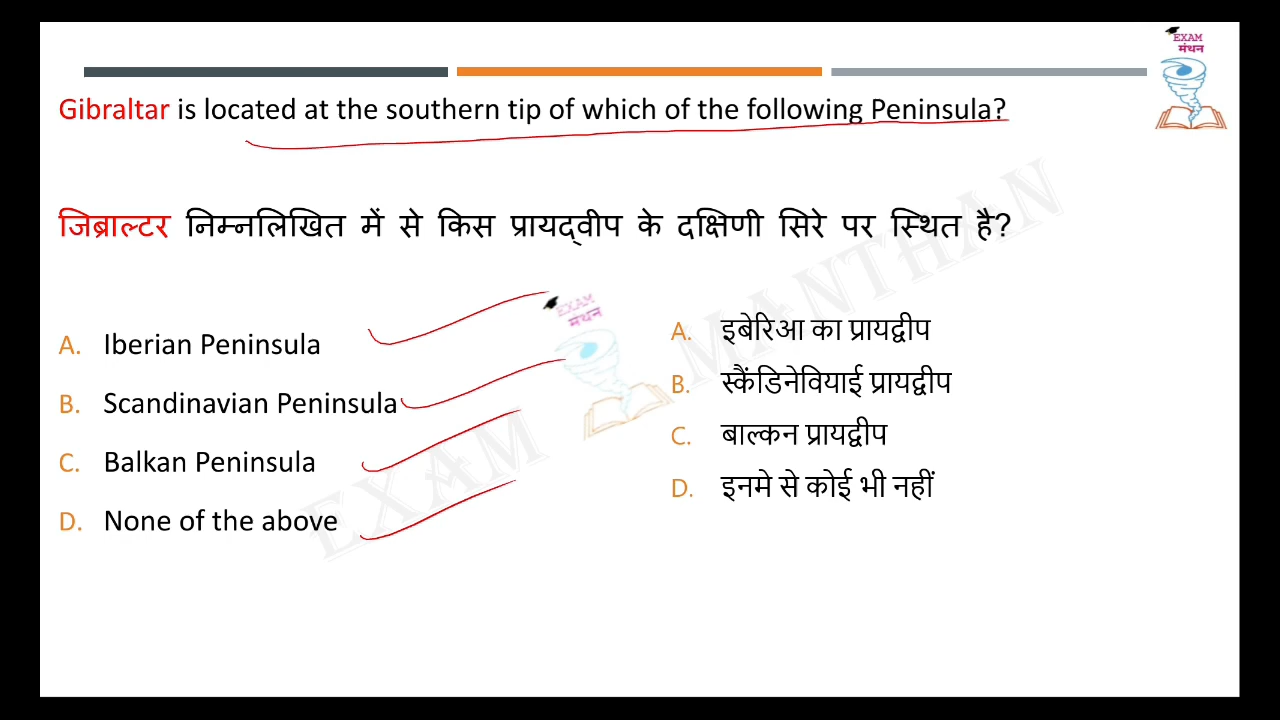 EXAM
मंथन
Gibraltar is located at the southern tip of which of the following Peninsula?
जिब्राल्टर निम्नलिखित में से किस प्रायद्वीप के दक्षिणी सिरे पर स्थित है?
EXAM
मंथन
EXAM MANTHAN
A. Iberian Peninsula
B. Scandinavian Peninsula
C. Balkan Peninsula
D. None of the above
A. इबेरिआ का प्रायद्वीप
B. स्कैंडिनेवियाई प्रायद्वीप
C. बाल्कन प्रायद्वीप
D. इनमे से कोई भी नहीं